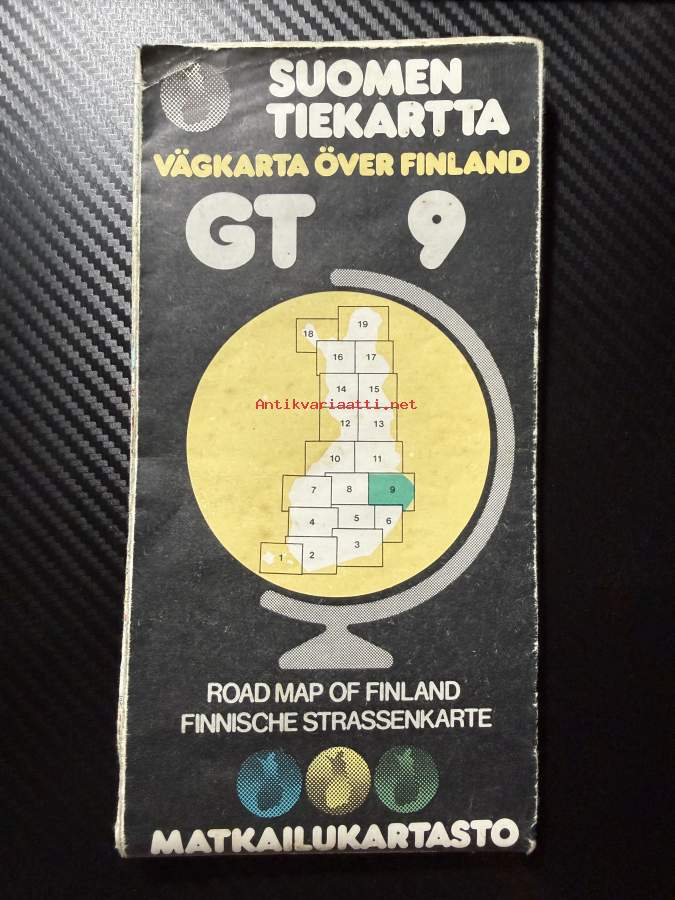 SUOMEN
TIEKARTTA
VÄGKARTA ÖVER FINLAND
GT 9
19
18
16 17
14 15
Antikvariaatti.net
12 13
10 11
7 8 9
4 5 6
1 2 3
ROAD MAP OF FINLAND
FINNISCHE STRASSENKARTE
MATKAILUKARTASTO